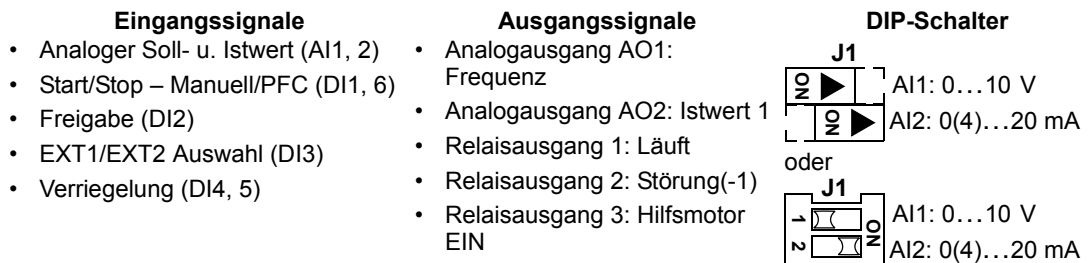 Eingangssignale
• Analoger Soll- u. Istwert (AI1, 2)
• Start/Stop – Manuell/PFC (DI1, 6)
• Freigabe (DI2)
• EXT1/EXT2 Auswahl (DI3)
• Verriegelung (DI4, 5)
Ausgangssignale
• Analogausgang AO1:
Frequenz
• Analogausgang AO2: Istwert 1
• Relaisausgang 1: Läuft
• Relaisausgang 2: Störung(-1)
• Relaisausgang 3: Hilfsmotor
EIN
DIP-Schalter
J1
ON
AI1: 0…10 V
ON
AI2: 0(4)…20 mA
oder
J1
1
ON
AI1: 0…10 V
2
AI2: 0(4)…20 mA